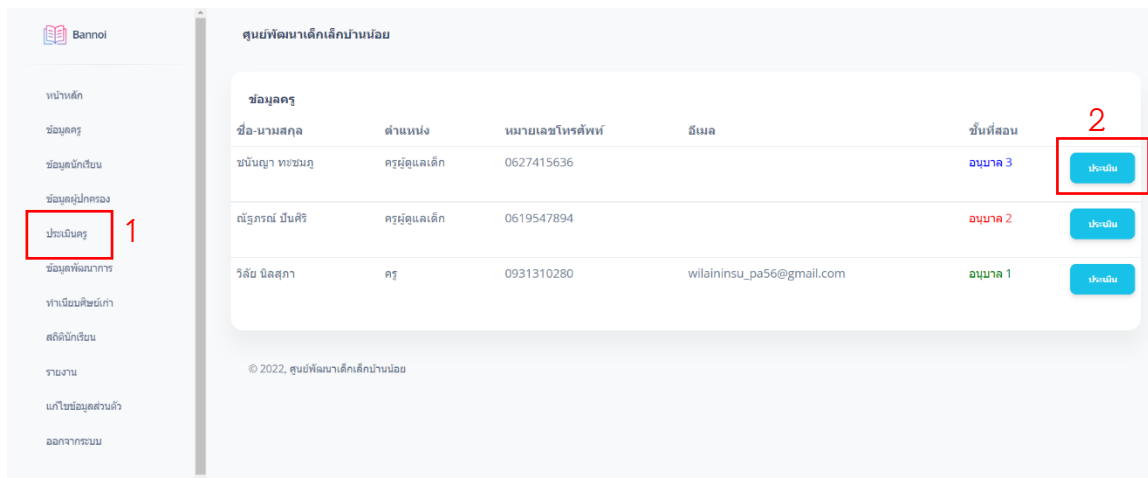 Bannoi
ศูนย์พัฒนาเด็กเล็กบ้านน้อย
หน้าหลัก
ข้อมูลครู
ข้อมูลนักเรียน
ข้อมูลผู้ปกครอง
ประเมินครู
1
ข้อมูลพัฒนาการ
ทำเนียบศิษย์เก่า
สถิตินักเรียน
รายงาน
แก้ไขข้อมูลส่วนตัว
ออกจากระบบ
ข้อมูลครู
ชื่อ-นามสกุล ตำแหน่ง หมายเลขโทรศัพท์ อีเมล ชั้นที่สอน
2
ชนันญา ทะชมภู ครูผู้ดูแลเด็ก 0627415636 อนุบาล 3 ประเมิน
ณัฐภรณ์ ปันศิริ ครูผู้ดูแลเด็ก 0619547894 อนุบาล 2 ประเมิน
วิลัย นิลสุภา ครู 0931310280 wilaininsu_pa56@gmail.com อนุบาล 1 ประเมิน
© 2022, ศูนย์พัฒนาเด็กเล็กบ้านน้อย